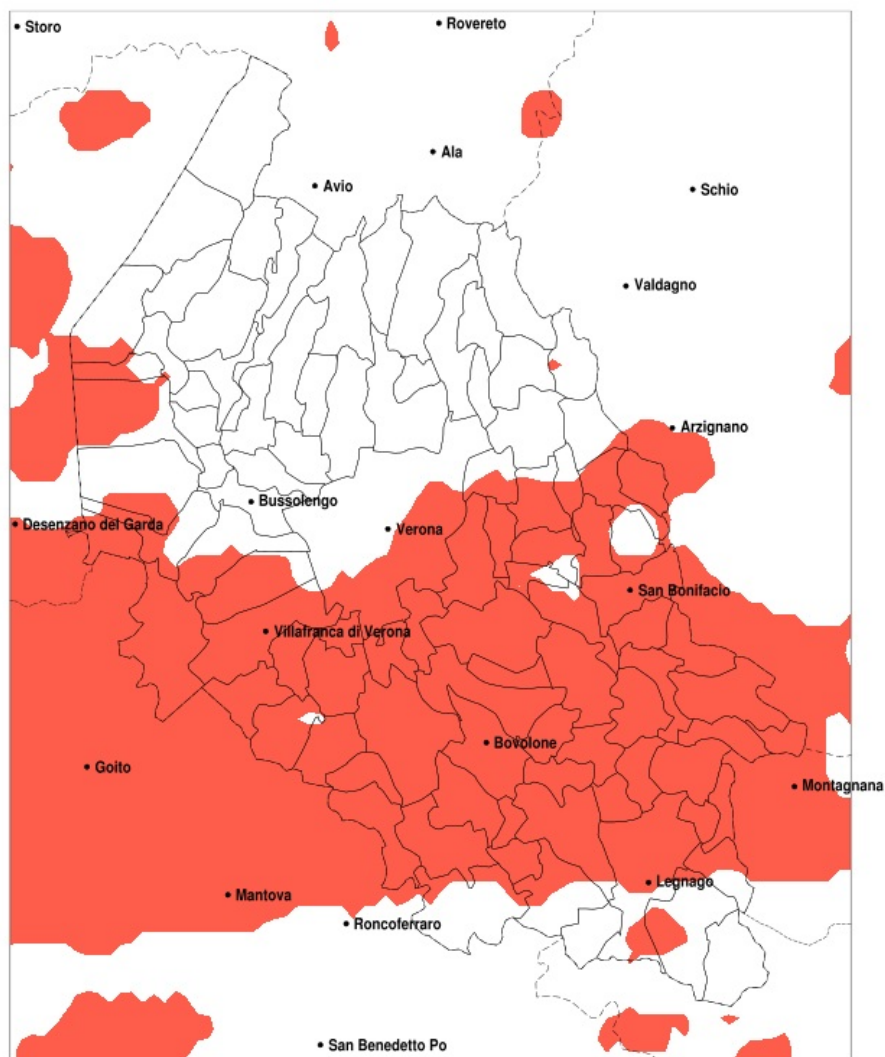 Storo
Rovereto
Ala
Avio
Schio
Valdagno
Arzignano
Bussolengo
Desenzano del Garda
Verona
San Bonifacio
Villafranca di Verona
Bovolone
Goito
Montagnana
Legnago
Mantova
Roncoferraro
San Benedetto Po